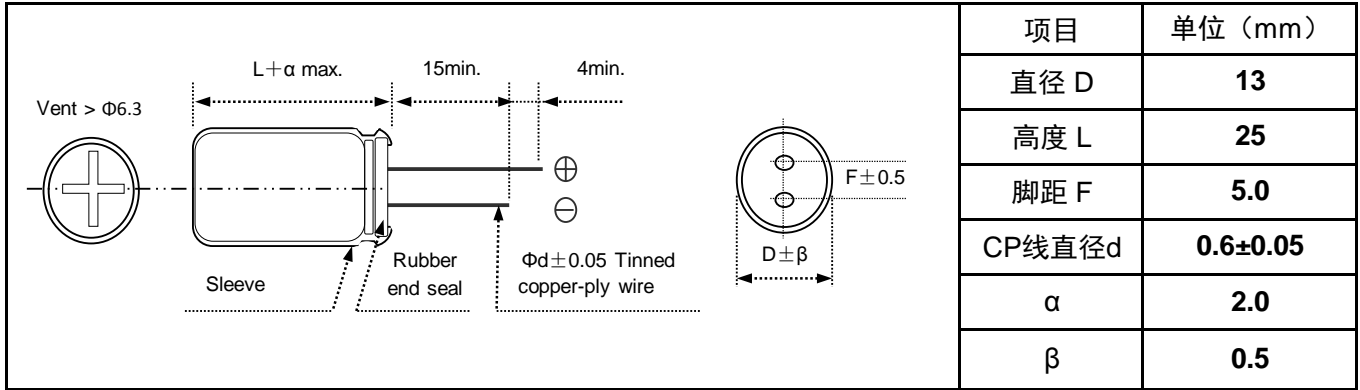 L+α max.
15min.
4min.
Vent > Φ6.3
⊕
F±0.5
⊖
D±β
Sleeve
Rubber
end seal
Φd±0.05 Tinned
copper-ply wire
项目 单位（mm）
直径 D 13
高度 L 25
脚距 F 5.0
CP线直径d 0.6±0.05
α 2.0
β 0.5